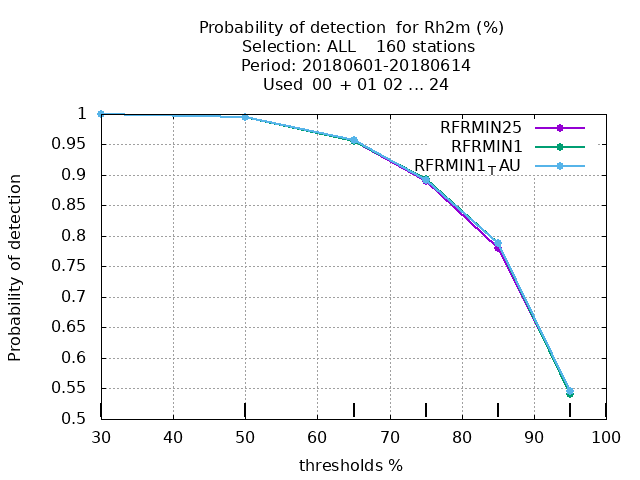 Probability of detection  for Rh2m (%)
Selection: ALL    160 stations
Period: 20180601-20180614
Used  00 + 01 02 ... 24
RFRMIN25
RFRMIN1
RFRMIN1TAU
Probability of detection
1
0.95
0.9
0.85
0.8
0.75
0.7
0.65
0.6
0.55
0.5
30 40 50 60 70 80 90 100
thresholds %